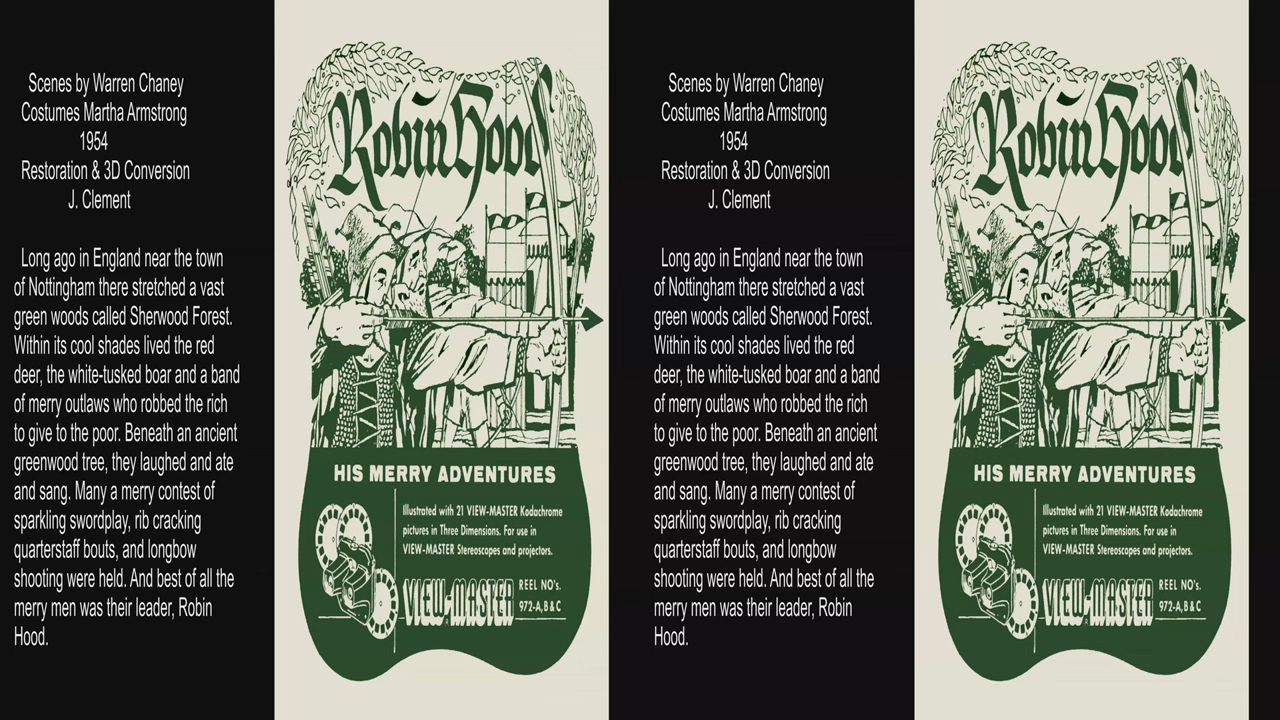 Scenes by Warren Chaney
Costumes Martha Armstrong
1954
Restoration & 3D Conversion
J. Clement
Long ago in England near the town
of Nottingham there stretched a vast
green woods called Sherwood Forest.
Within its cool shades lived the red
deer, the white-tusked boar and a band
of merry outlaws who robbed the rich
to give to the poor. Beneath an ancient
greenwood tree, they laughed and ate
and sang. Many a merry contest of
sparkling swordplay, rib cracking
quarterstaff bouts, and longbow
shooting were held. And best of all the
merry men was their leader, Robin
Hood.
Robin Hood
HIS MERRY ADVENTURES
Illustrated with 21 VIEW-MASTER Kodachrome
pictures in Three Dimensions. For use in
VIEW-MASTER Stereoscopes and projectors.
VIEW-MASTER
REEL NO's.
972-A,B&C
Scenes by Warren Chaney
Costumes Martha Armstrong
1954
Restoration & 3D Conversion
J. Clement
Long ago in England near the town
of Nottingham there stretched a vast
green woods called Sherwood Forest.
Within its cool shades lived the red
deer, the white-tusked boar and a band
of merry outlaws who robbed the rich
to give to the poor. Beneath an ancient
greenwood tree, they laughed and ate
and sang. Many a merry contest of
sparkling swordplay, rib cracking
quarterstaff bouts, and longbow
shooting were held. And best of all the
merry men was their leader, Robin
Hood.
Robin Hood
HIS MERRY ADVENTURES
Illustrated with 21 VIEW-MASTER Kodachrome
pictures in Three Dimensions. For use in
VIEW-MASTER Stereoscopes and projectors.
VIEW-MASTER
REEL NO's.
972-A,B&C